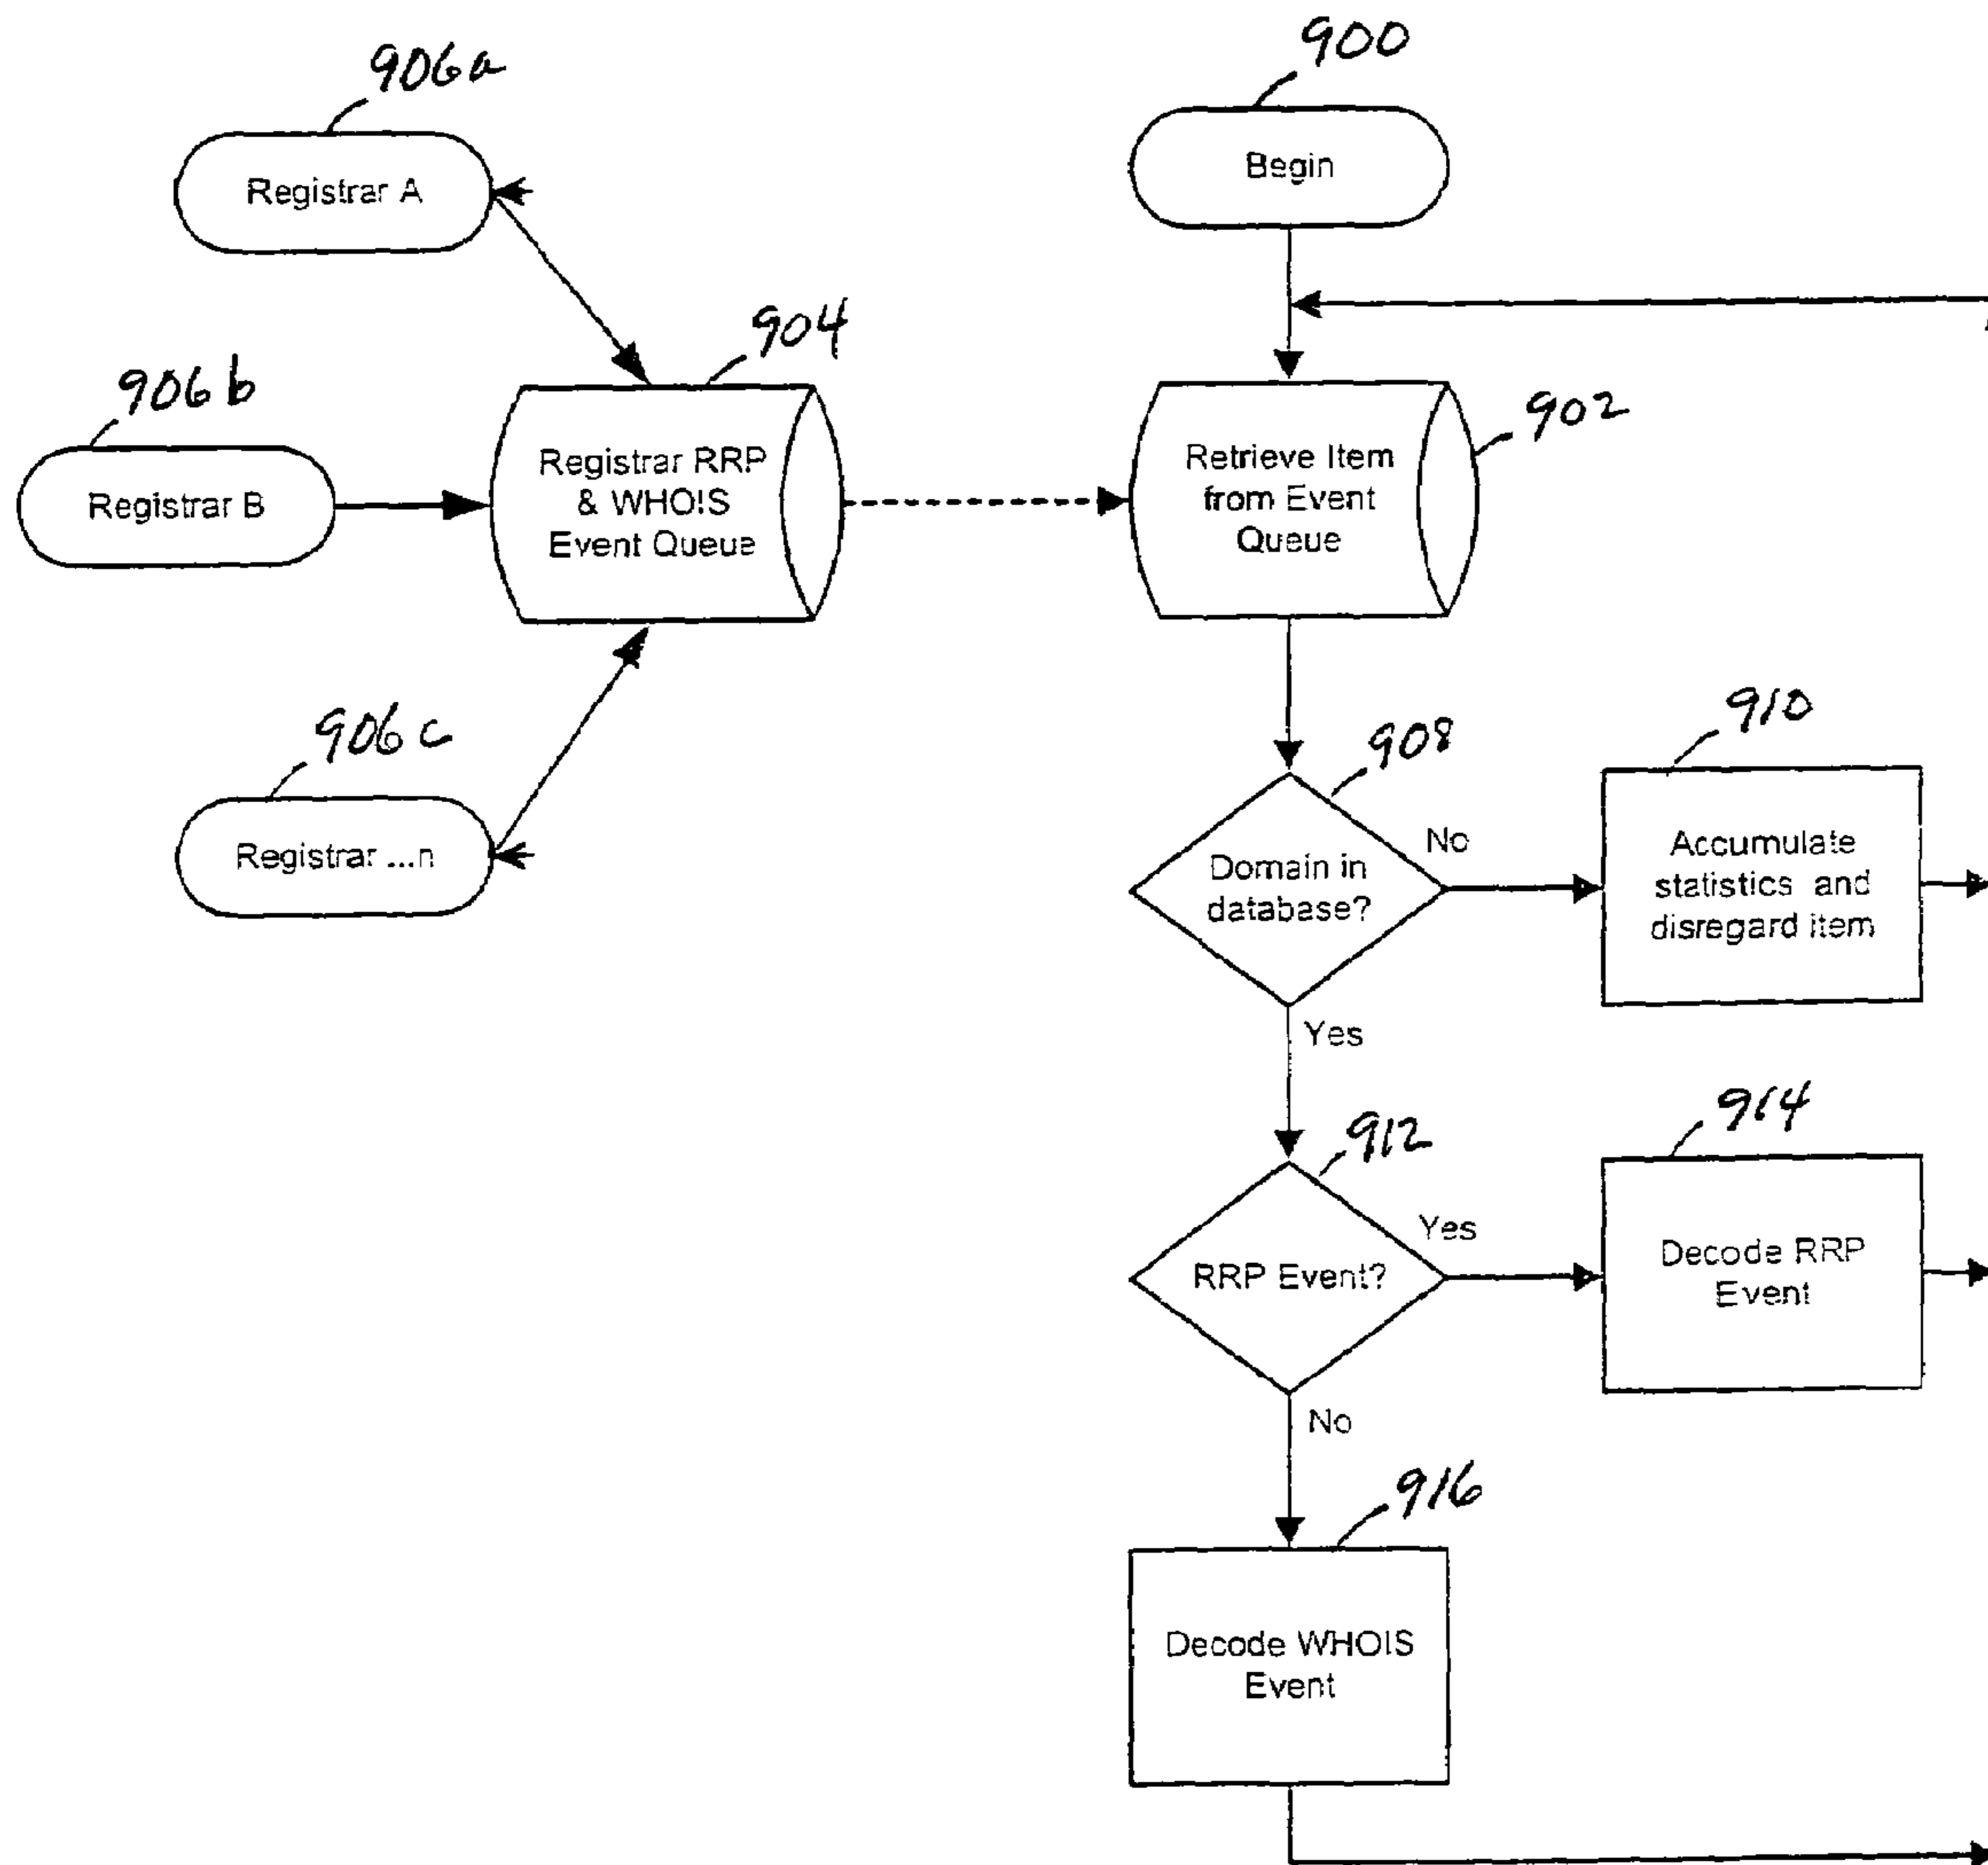 900
906a
Begin
Registrar A
904
906b
902
Registrar RRP
& WHOIS
Event Queue
Retrieve Item
from Event
Queue
Registrar B
910
906c
908
No
Accumulate
statistics and
disregard item
Registrar ...n
Domain in
database?
Yes
914
912
Yes
Decode RRP
Event
RRP Event?
No
916
Decode WHOIS
Event